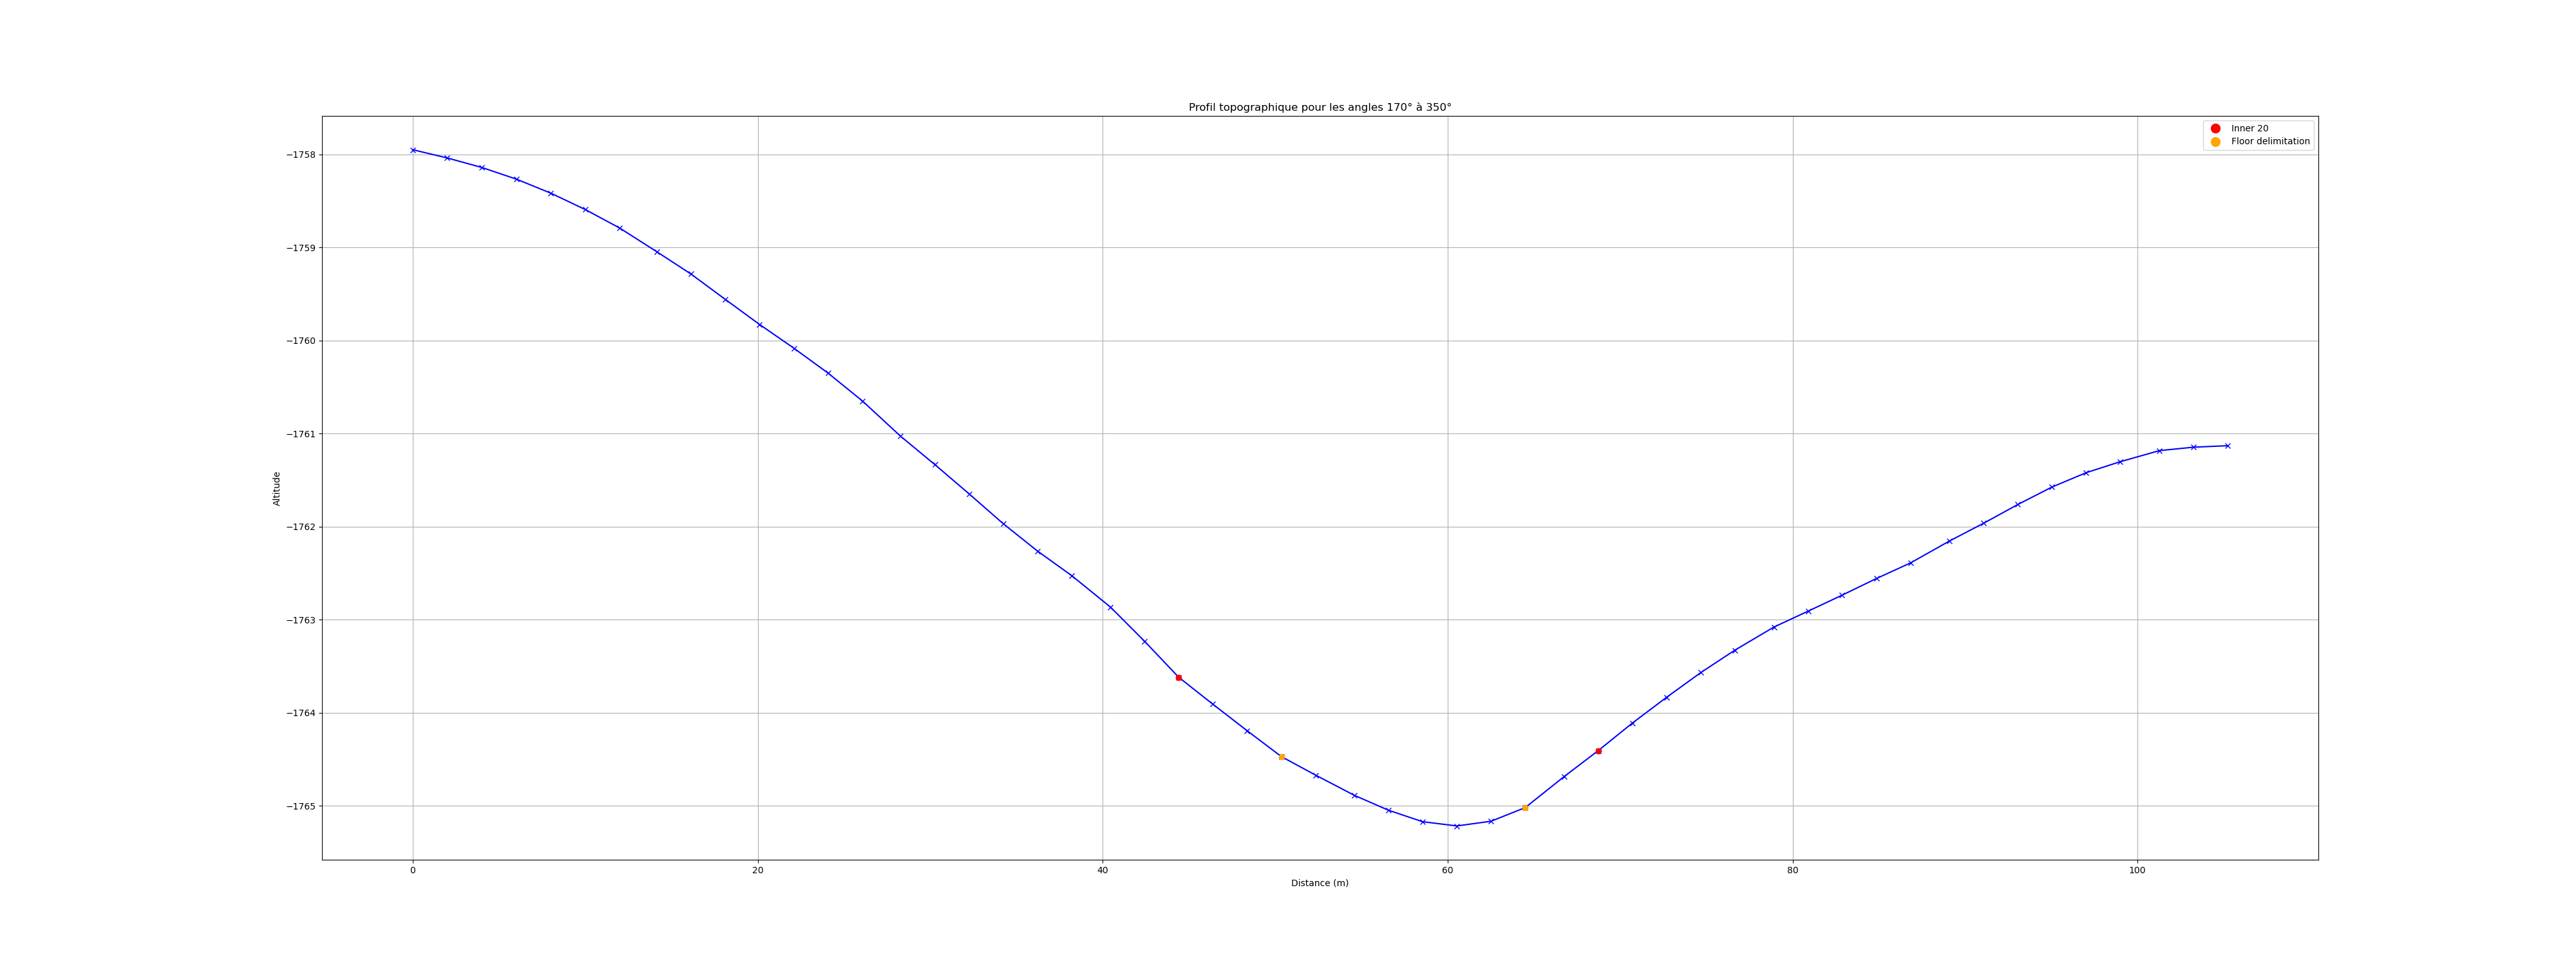 Profil topographique pour les angles 170° à 350°
Inner 20
Floor delimitation
−1758
−1759
−1760
−1761
−1762
−1763
−1764
−1765
Altitude
0 20 40 60 80 100
Distance (m)